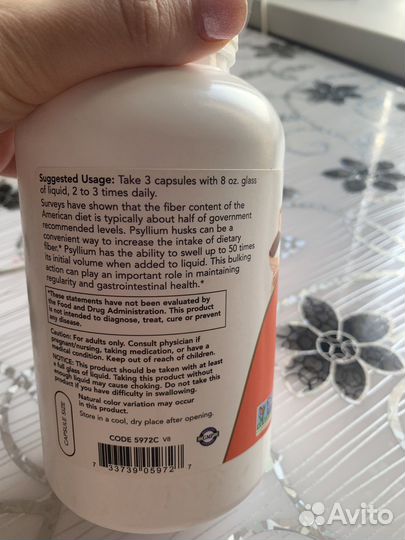 Suggested Usage: Take 3 capsules with 8 oz. glass
of liquid, 2 to 3 times daily.
Surveys have shown that the fiber content of the
American diet is typically about half of government
recommended levels. Psyllium husks can be a
convenient way to increase the intake of dietary
fiber.* Psyllium has the ability to swell up to 50 times
its initial volume when added to liquid. This bulking
action can play an important role in maintaining
regularity and gastrointestinal health.*
*These statements have not been evaluated by
the Food and Drug Administration. This product
is not intended to diagnose, treat, cure or prevent
any disease.
Caution: For adults only. Consult physician if
pregnant/nursing, taking medication, or have a
medical condition. Keep out of reach of children.
NOTICE: This product should be taken with at least
a full glass of liquid. Taking this product without
enough liquid may cause choking. Do not take this
product if you have difficulty in swallowing.
Natural color variation may occur
in this product.
Store in a cool, dry place after opening.
CAPSULE SIZE
CODE 5972C V8
GMP
7 33739 05972 7
Avito